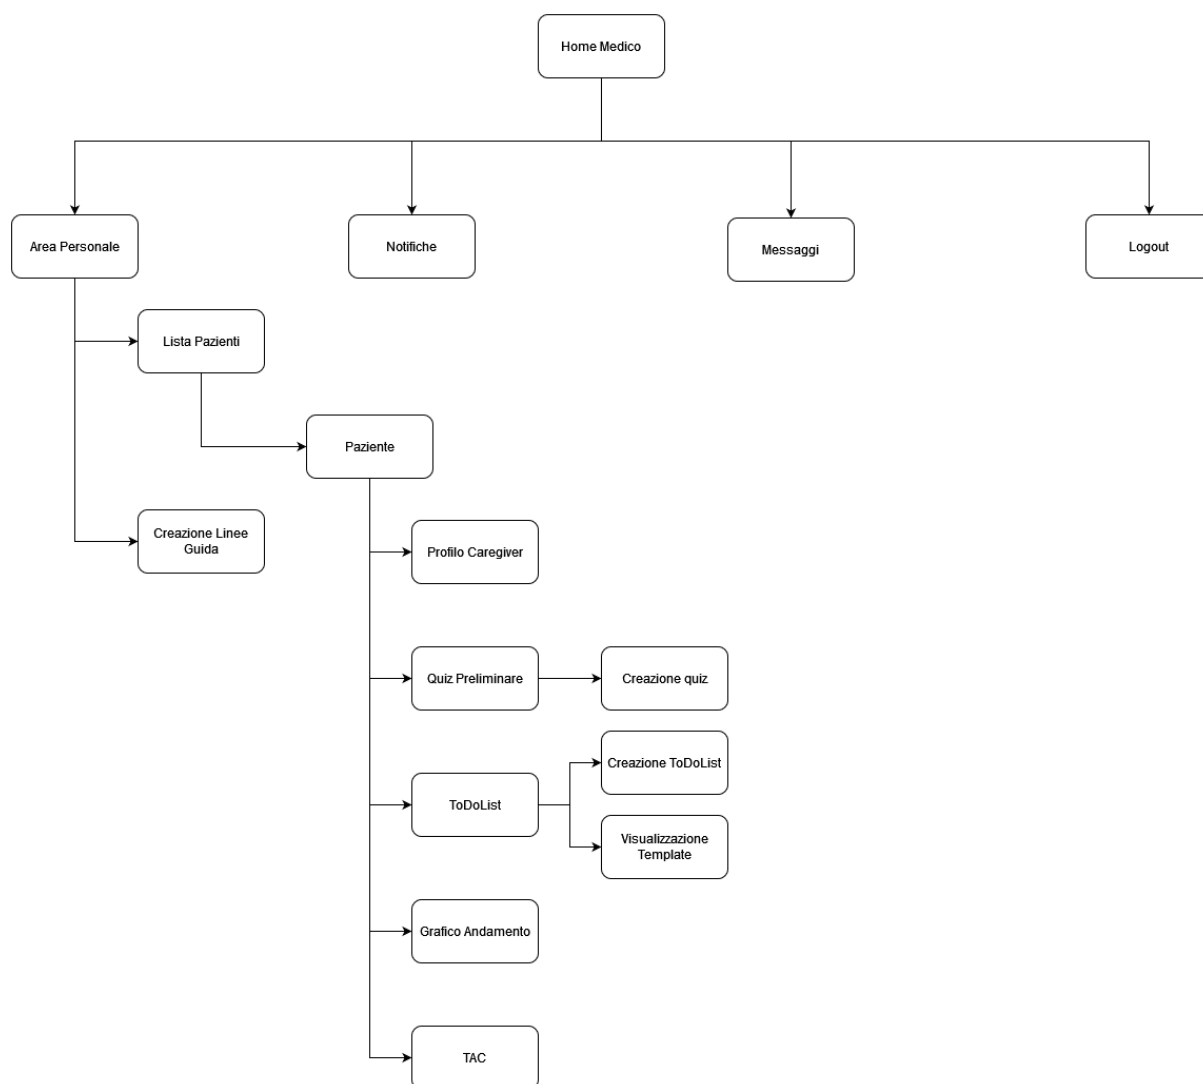 Home Medico
Area Personale
Notifiche
Messaggi
Logout
Lista Pazienti
Paziente
Creazione Linee
Guida
Profilo Caregiver
Quiz Preliminare
Creazione quiz
Creazione ToDoList
ToDoList
Visualizzazione
Template
Grafico Andamento
TAC